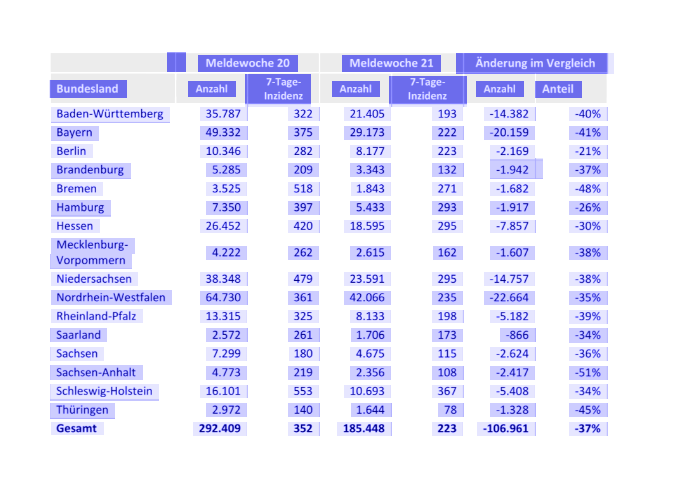 Meldewoche 20 Meldewoche 21 Änderung im Vergleich
Bundesland Anzahl 7-Tage-Inzidenz Anzahl 7-Tage-Inzidenz Anzahl Anteil
Baden-Württemberg 35.787 322 21.405 193 -14.382 -40%
Bayern 49.332 375 29.173 222 -20.159 -41%
Berlin 10.346 282 8.177 223 -2.169 -21%
Brandenburg 5.285 209 3.343 132 -1.942 -37%
Bremen 3.525 518 1.843 271 -1.682 -48%
Hamburg 7.350 397 5.433 293 -1.917 -26%
Hessen 26.452 420 18.595 295 -7.857 -30%
Mecklenburg-Vorpommern 4.222 262 2.615 162 -1.607 -38%
Niedersachsen 38.348 479 23.591 295 -14.757 -38%
Nordrhein-Westfalen 64.730 361 42.066 235 -22.664 -35%
Rheinland-Pfalz 13.315 325 8.133 198 -5.182 -39%
Saarland 2.572 261 1.706 173 -866 -34%
Sachsen 7.299 180 4.675 115 -2.624 -36%
Sachsen-Anhalt 4.773 219 2.356 108 -2.417 -51%
Schleswig-Holstein 16.101 553 10.693 367 -5.408 -34%
Thüringen 2.972 140 1.644 78 -1.328 -45%
Gesamt 292.409 352 185.448 223 -106.961 -37%